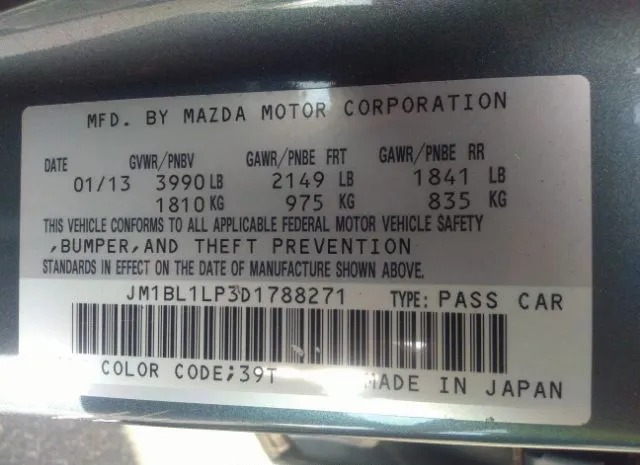 MFD. BY MAZDA MOTOR CORPORATION
DATE GVWR/PNBV GAWR/PNBE FRT GAWR/PNBE RR
01/13 3990 LB 2149 LB 1841 LB
1810 KG 975 KG 835 KG
THIS VEHICLE CONFORMS TO ALL APPLICABLE FEDERAL MOTOR VEHICLE SAFETY
,BUMPER,AND THEFT PREVENTION
STANDARDS IN EFFECT ON THE DATE OF MANUFACTURE SHOWN ABOVE.
JM1BL1LP3D1788271 TYPE: PASS CAR
COLOR CODE;39T MADE IN JAPAN